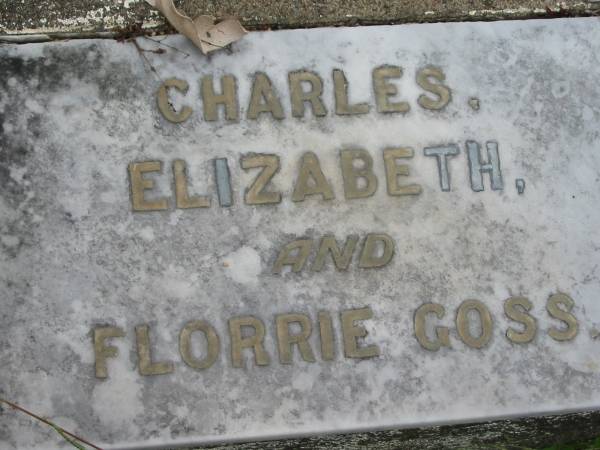 CHARLES.
ELIZABETH,
AND
FLORRIE GOSS.